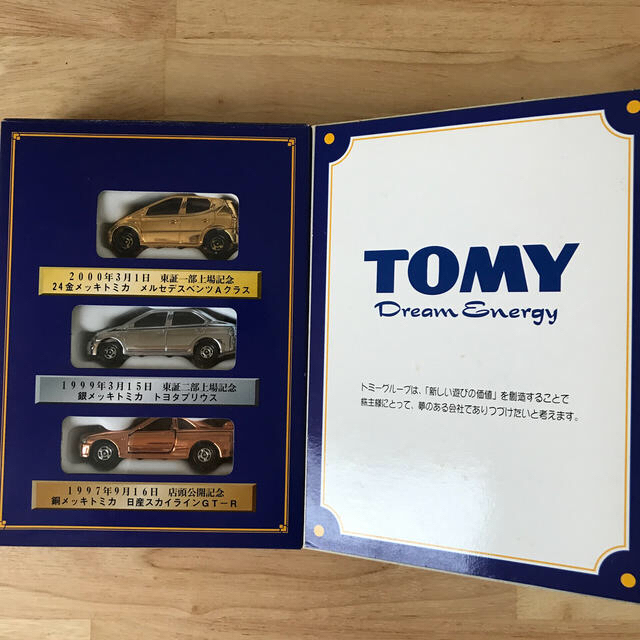 2000年3月1日 東証一部上場記念
24金メッキトミカ メルセデスベンツAクラス
1999年3月15日 東証二部上場記念
銀メッキトミカ トヨタプリウス
1997年9月16日 店頭公開記念
銅メッキトミカ 日産スカイラインGT-R
TOMY
Dream Energy
トミーグループは、「新しい遊びの価値」を創造することで
株主様にとって、夢のある会社でありつづけたいと考えます。